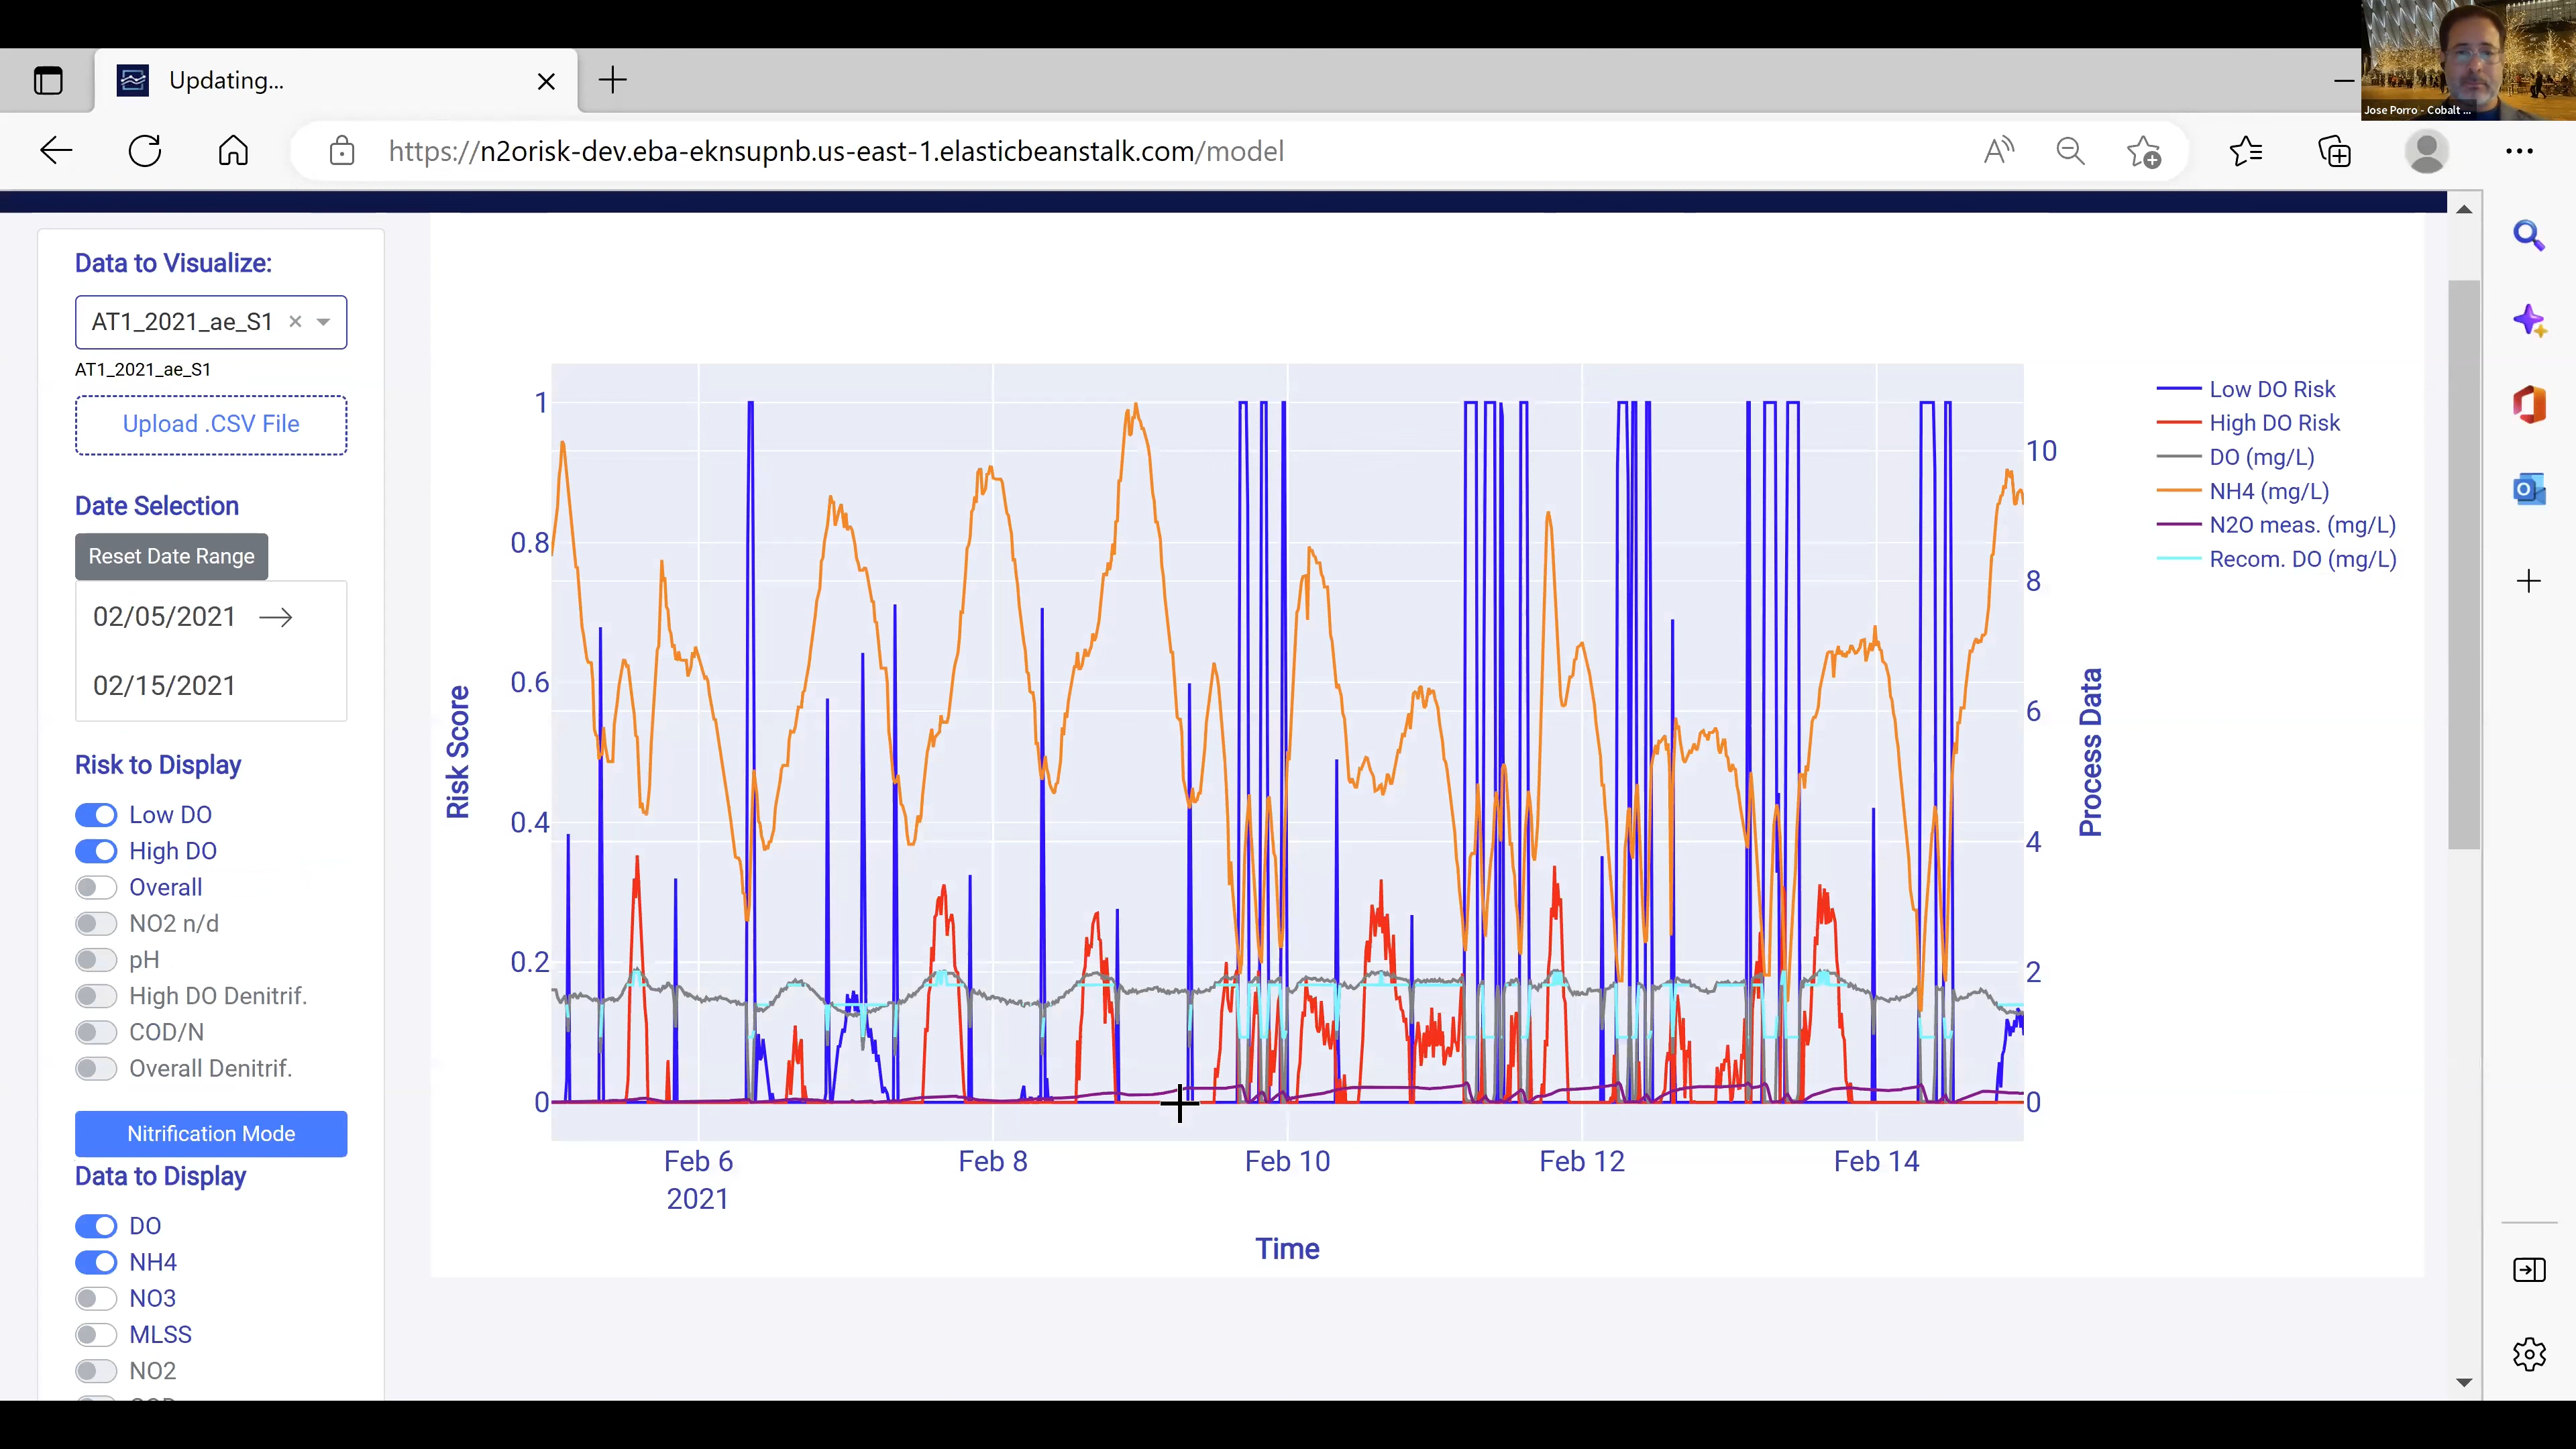 Updating...
Jose Porro - Cobalt ...
https://n2orisk-dev.eba-eknsupnb.us-east-1.elasticbeanstalk.com/model
Data to Visualize:
AT1_2021_ae_S1
AT1_2021_ae_S1
Upload .CSV File
Date Selection
Reset Date Range
02/05/2021
02/15/2021
Risk to Display
Low DO
High DO
Overall
NO2 n/d
pH
High DO Denitrif.
COD/N
Overall Denitrif.
Nitrification Mode
Data to Display
DO
NH4
NO3
MLSS
NO2
Risk Score
1
0.8
0.6
0.4
0.2
0
Feb 6
2021
Feb 8
Feb 10
Feb 12
Feb 14
Time
10
8
6
4
2
0
Process Data
Low DO Risk
High DO Risk
DO (mg/L)
NH4 (mg/L)
N2O meas. (mg/L)
Recom. DO (mg/L)